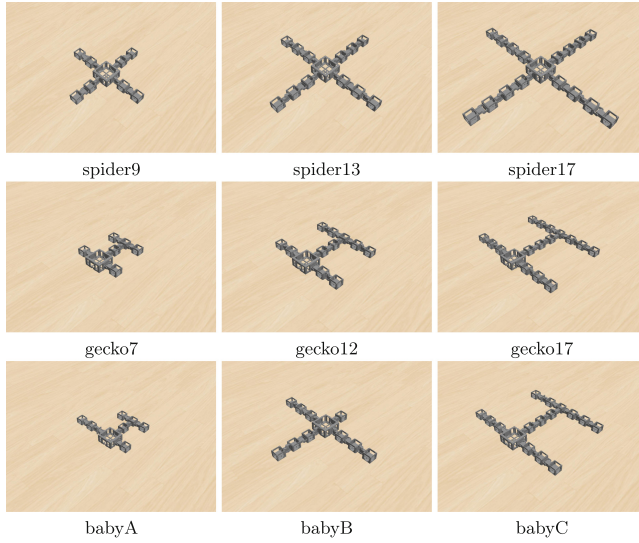 spider9
spider13
spider17
gecko7
gecko12
gecko17
babyA
babyB
babyC